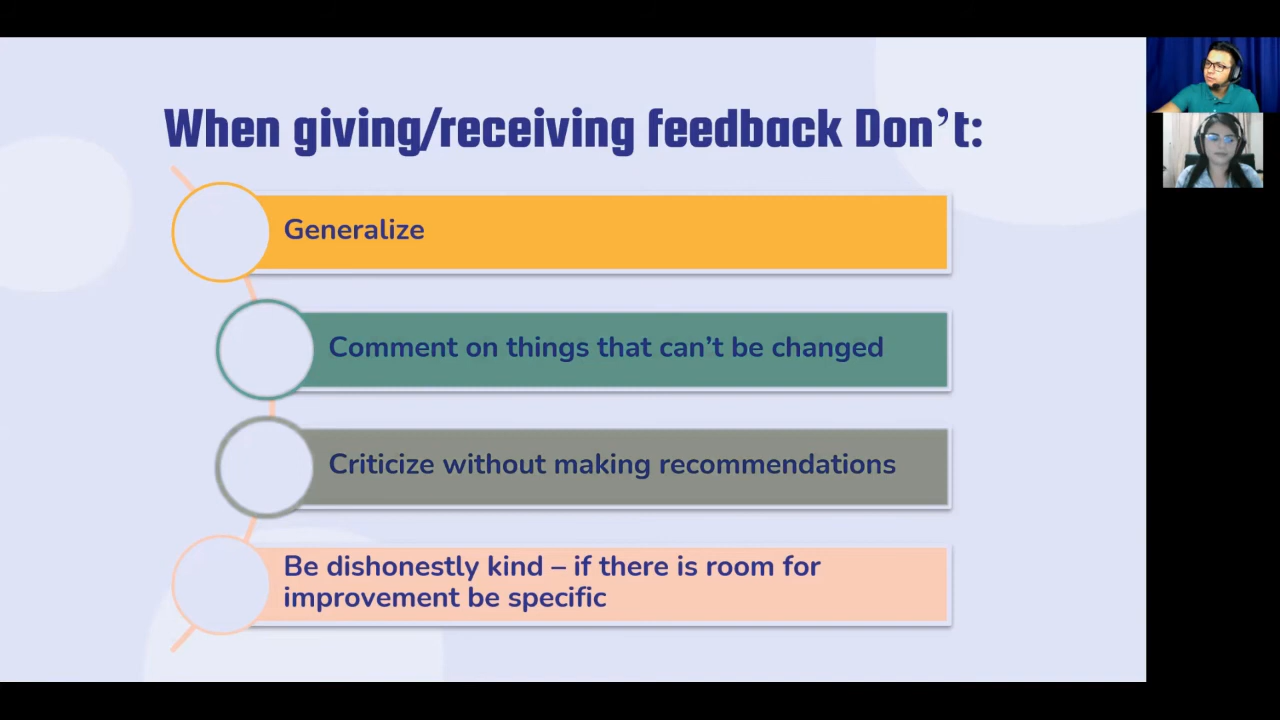 When giving/receiving feedback Don’t:
Generalize
Comment on things that can’t be changed
Criticize without making recommendations
Be dishonestly kind – if there is room for
improvement be specific